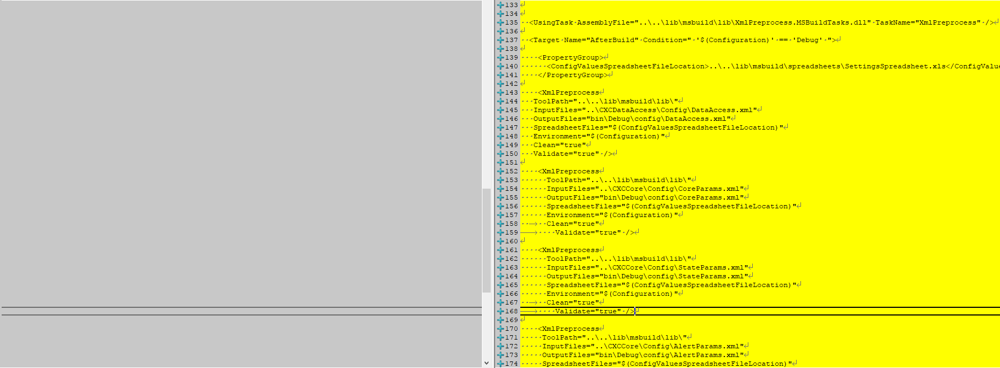 133
134
135 <UsingTask AssemblyFile="..\..\lib\msbuild\lib\XmlPreprocess.MSBuildTasks.dll" TaskName="XmlPreprocess" />
136
137 <Target Name="AfterBuild" Condition=" '$(Configuration)' == 'Debug' ">
138
139 <PropertyGroup>
140 <ConfigValuesSpreadsheetFileLocation>..\..\lib\msbuild\spreadsheets\SettingsSpreadsheet.xls</ConfigValue
141 </PropertyGroup>
142
143 <XmlPreprocess
144 ToolPath="..\..\lib\msbuild\lib\"
145 InputFiles="..\CXCDataAccess\Config\DataAccess.xml"
146 OutputFiles="bin\Debug\config\DataAccess.xml"
147 SpreadsheetFiles="$(ConfigValuesSpreadsheetFileLocation)"
148 Environment="$(Configuration)"
149 Clean="true"
150 Validate="true" />
151
152 <XmlPreprocess
153 ToolPath="..\..\lib\msbuild\lib\"
154 InputFiles="..\CXCCore\Config\CoreParams.xml"
155 OutputFiles="bin\Debug\config\CoreParams.xml"
156 SpreadsheetFiles="$(ConfigValuesSpreadsheetFileLocation)"
157 Environment="$(Configuration)"
158 Clean="true"
159 Validate="true" />
160
161 <XmlPreprocess
162 ToolPath="..\..\lib\msbuild\lib\"
163 InputFiles="..\CXCCore\Config\StateParams.xml"
164 OutputFiles="bin\Debug\config\StateParams.xml"
165 SpreadsheetFiles="$(ConfigValuesSpreadsheetFileLocation)"
166 Environment="$(Configuration)"
167 Clean="true"
168 Validate="true" />
169
170 <XmlPreprocess
171 ToolPath="..\..\lib\msbuild\lib\"
172 InputFiles="..\CXCCore\Config\AlertParams.xml"
173 OutputFiles="bin\Debug\config\AlertParams.xml"
174 SpreadsheetFiles="$(ConfigValuesSpreadsheetFileLocation)"